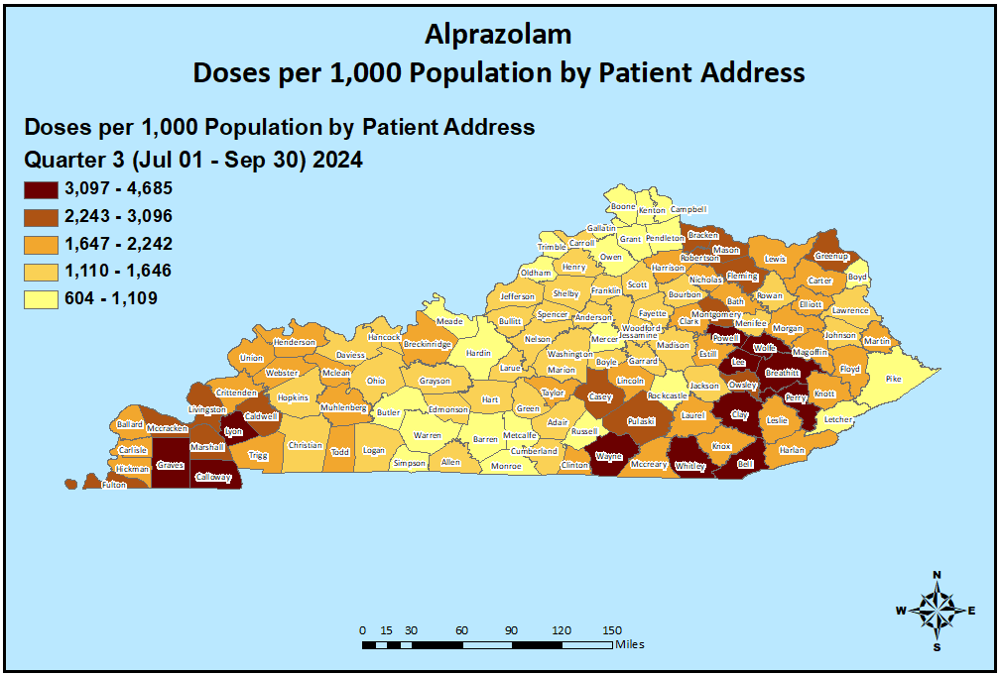 Alprazolam
Doses per 1,000 Population by Patient Address
Doses per 1,000 Population by Patient Address
Quarter 3 (Jul 01 - Sep 30) 2024
3,097 - 4,685
2,243 - 3,096
1,647 - 2,242
1,110 - 1,646
604 - 1,109
Boone
Kenton
Campbell
Gallatin
Grant
Pendleton
Bracken
Mason
Trimble
Carroll
Owen
Robertson
Lewis
Greenup
Oldham
Henry
Harrison
Nicholas
Fleming
Carter
Boyd
Jefferson
Shelby
Franklin
Scott
Bourbon
Bath
Rowan
Elliott
Lawrence
Bullitt
Spencer
Anderson
Woodford
Fayette
Clark
Montgomery
Menifee
Morgan
Johnson
Martin
Meade
Nelson
Mercer
Jessamine
Madison
Powell
Wolfe
Magoffin
Henderson
Hancock
Breckinridge
Hardin
Washington
Boyle
Garrard
Estill
Lee
Breathitt
Floyd
Pike
Union
Daviess
Webster
Mclean
Ohio
Grayson
Larue
Marion
Lincoln
Rockcastle
Jackson
Owsley
Perry
Knott
Crittenden
Hopkins
Muhlenberg
Butler
Edmonson
Hart
Green
Taylor
Casey
Pulaski
Laurel
Clay
Leslie
Letcher
Livingston
Caldwell
Lyon
Ballard
Mccracken
Marshall
Trigg
Christian
Todd
Logan
Warren
Barren
Metcalfe
Adair
Russell
Cumberland
Wayne
Knox
Harlan
Carlisle
Hickman
Graves
Calloway
Fulton
Simpson
Allen
Monroe
Clinton
Mccreary
Whitley
Bell
N
W
E
S
0 15 30 60 90 120 150
Miles